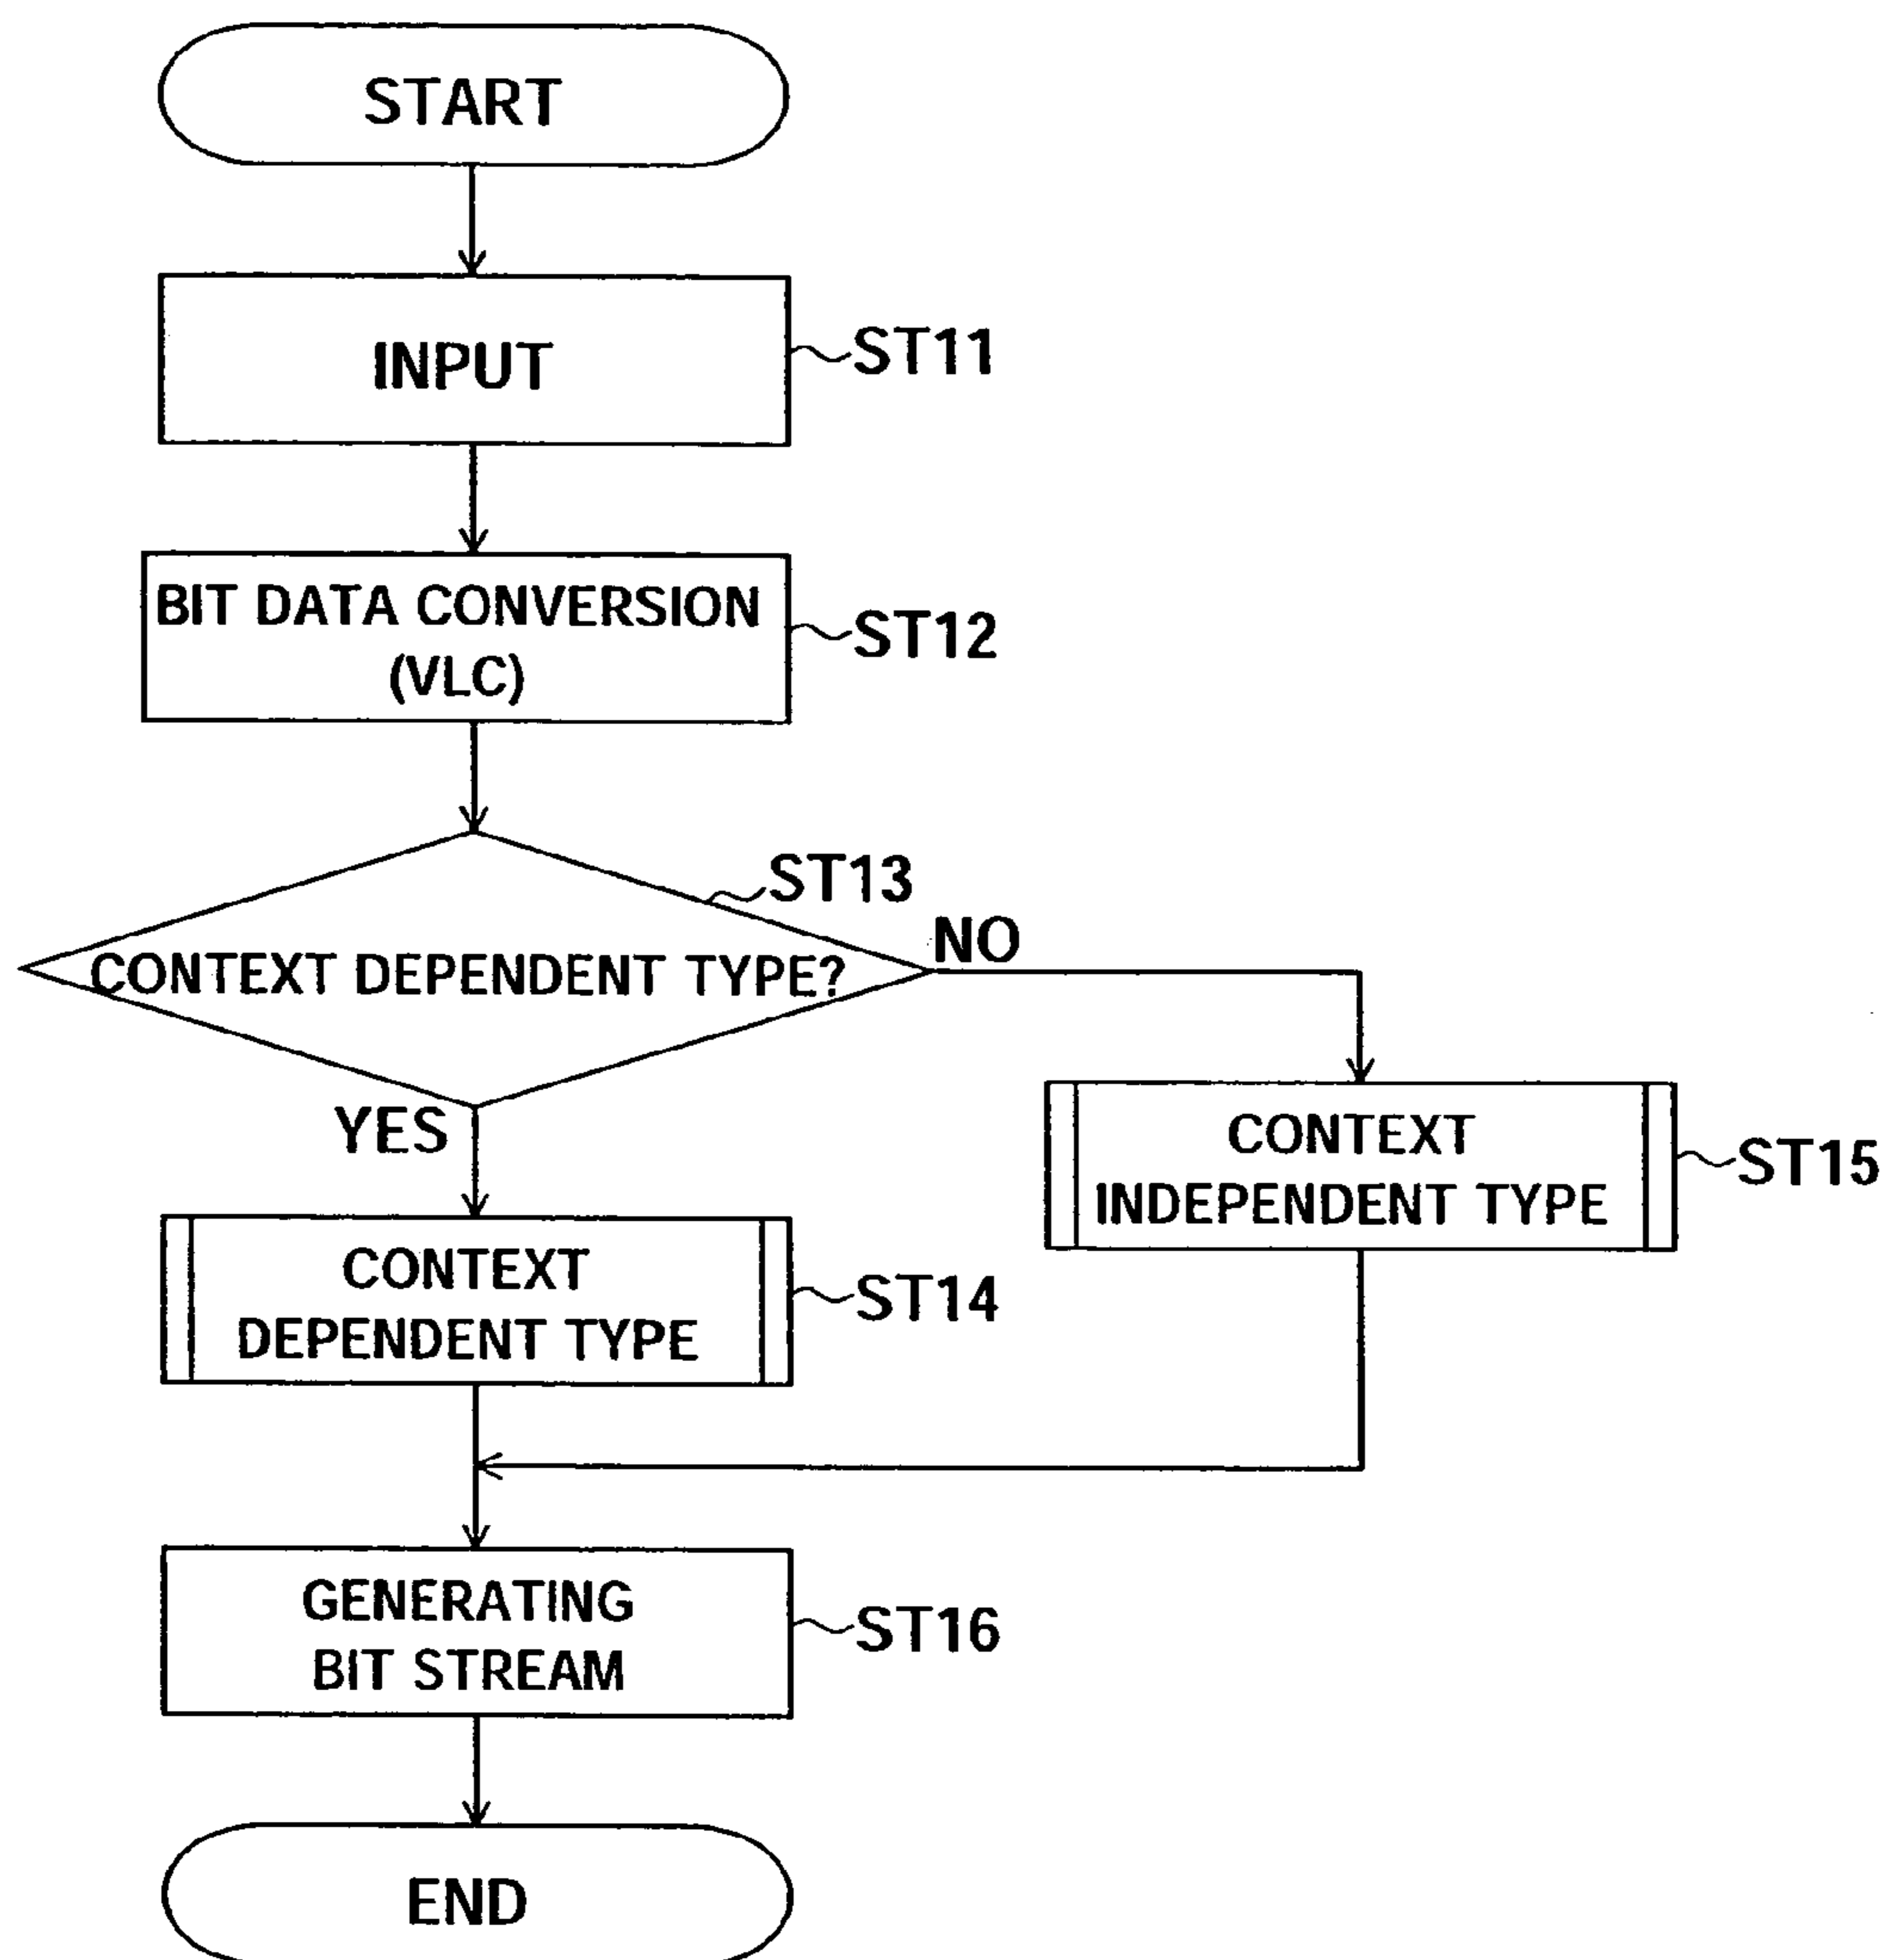 START
INPUT
ST11
BIT DATA CONVERSION
(VLC)
ST12
ST13
CONTEXT DEPENDENT TYPE?
NO
YES
CONTEXT
INDEPENDENT TYPE
ST15
CONTEXT
DEPENDENT TYPE
ST14
GENERATING
BIT STREAM
ST16
END